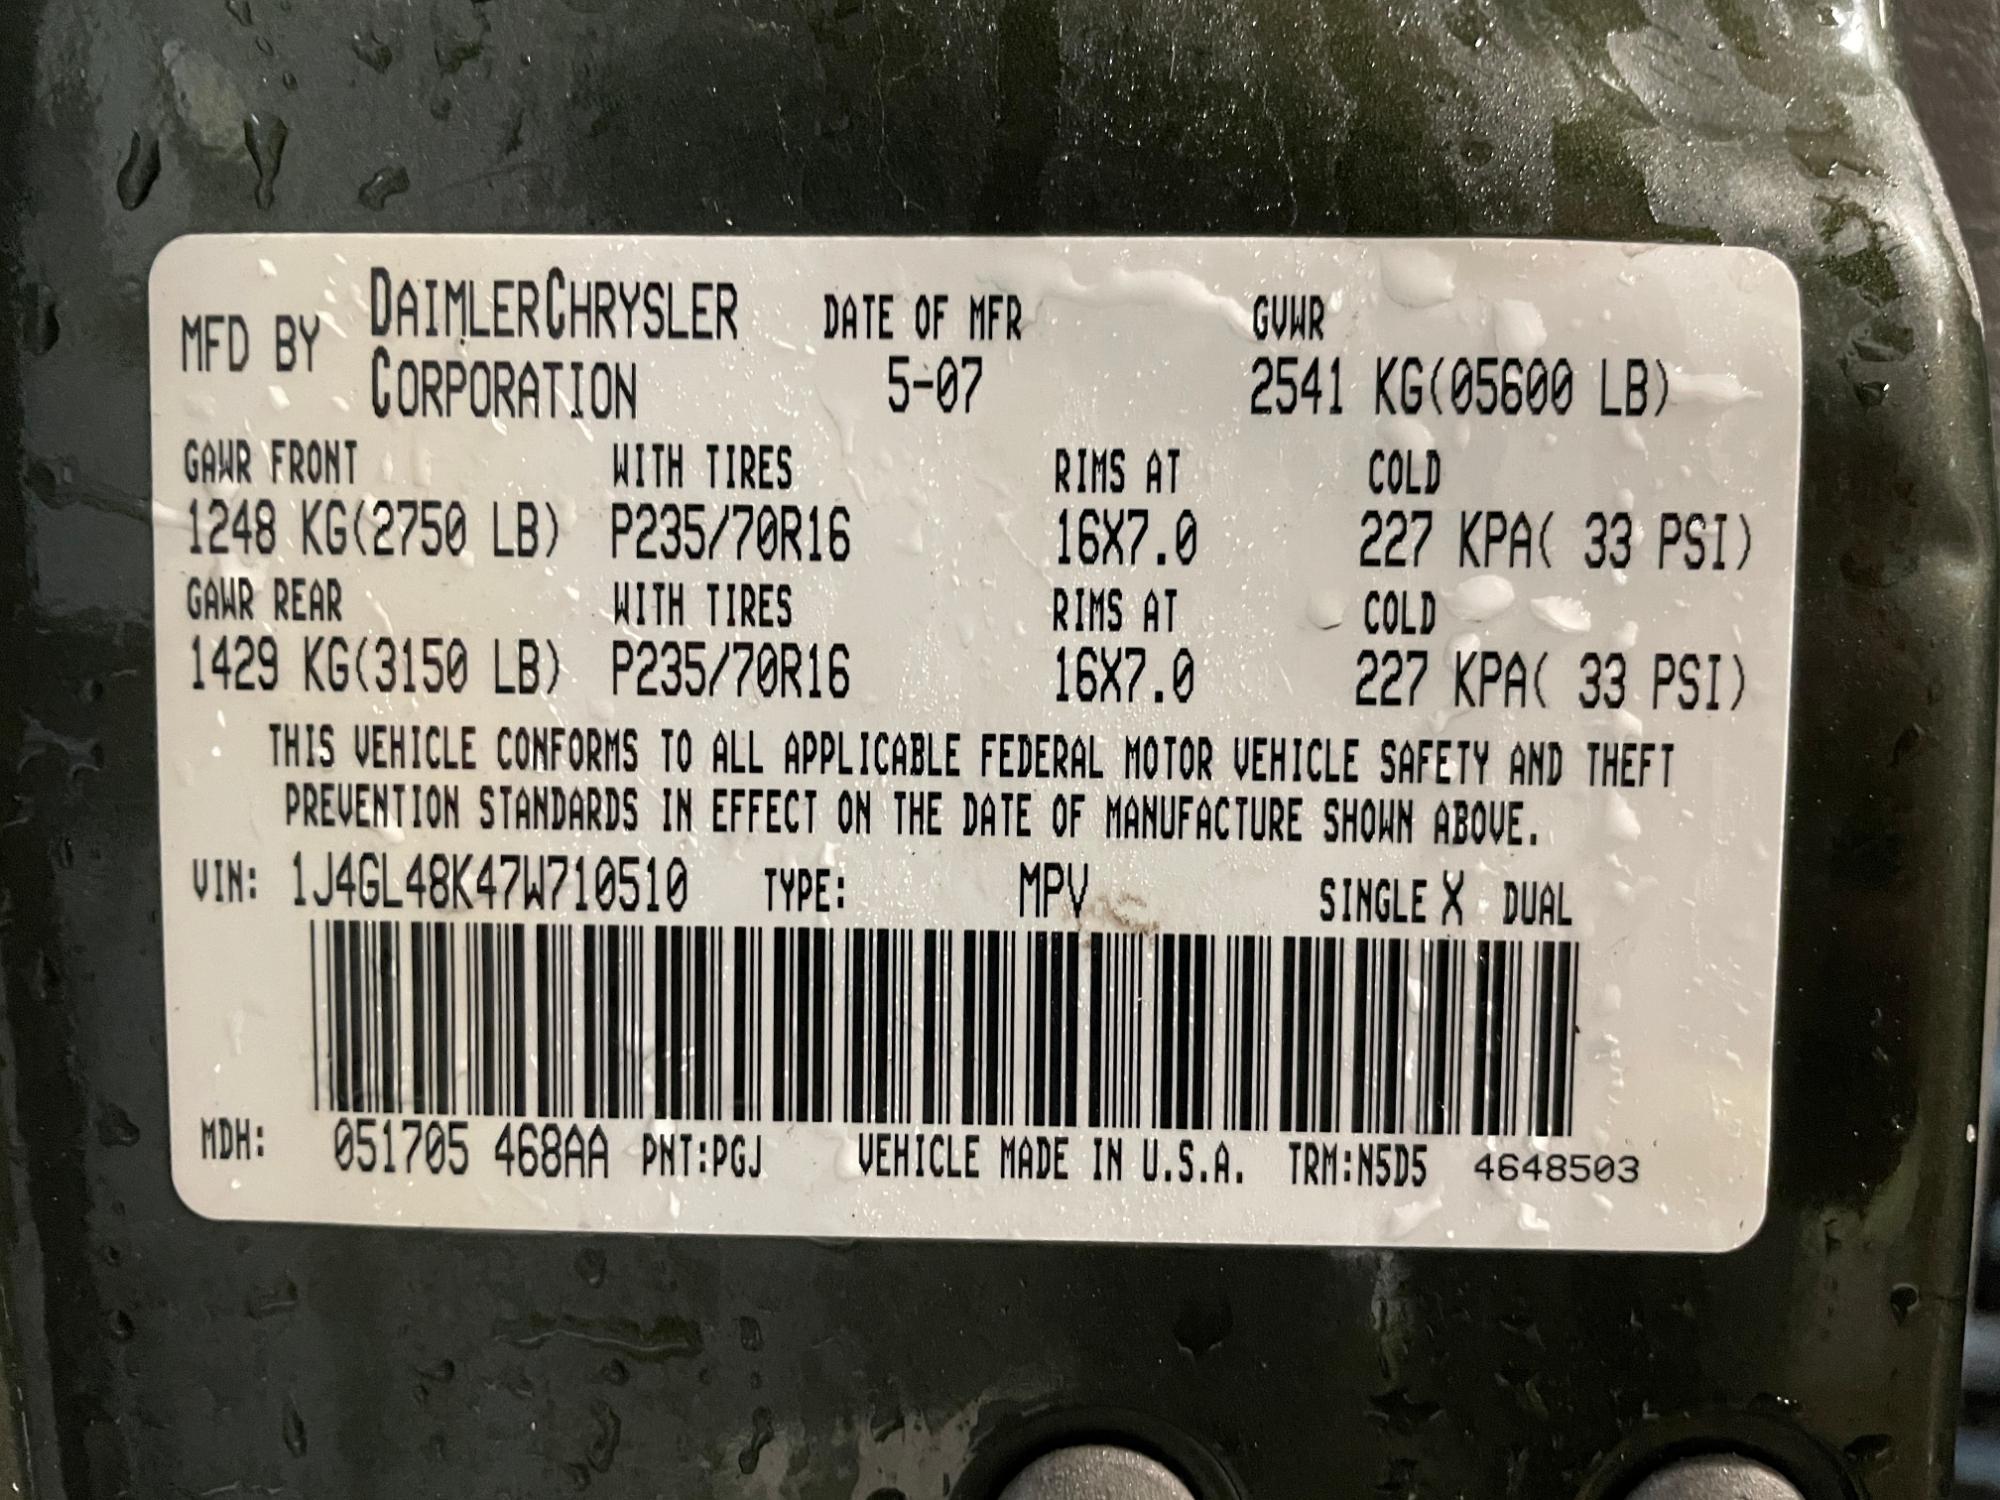 MFD BY DAIMLERCHRYSLER CORPORATION DATE OF MFR 5-07 GVWR 2541 KG(05600 LB)
GAWR FRONT WITH TIRES RIMS AT COLD
1248 KG(2750 LB) P235/70R16 16X7.0 227 KPA( 33 PSI)
GAWR REAR WITH TIRES RIMS AT COLD
1429 KG(3150 LB) P235/70R16 16X7.0 227 KPA( 33 PSI)
THIS VEHICLE CONFORMS TO ALL APPLICABLE FEDERAL MOTOR VEHICLE SAFETY AND THEFT
PREVENTION STANDARDS IN EFFECT ON THE DATE OF MANUFACTURE SHOWN ABOVE.
VIN: 1J4GL48K47W710510 TYPE: MPV SINGLE X DUAL
MDH: 051705 468AA PNT:PGJ VEHICLE MADE IN U.S.A. TRM:N5D5 4648503